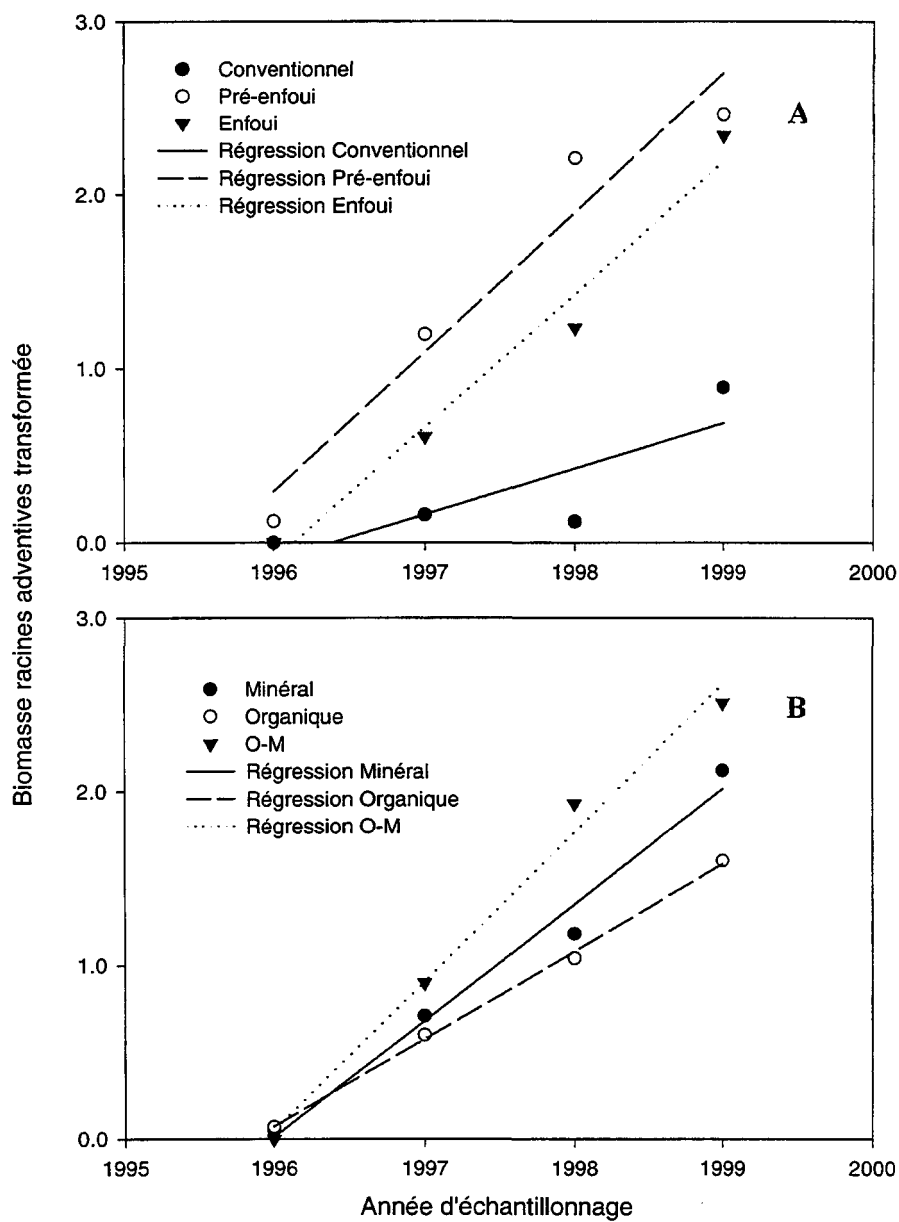 3.0
Conventionnel
Pré-enfoui
Enfoui
Régression Conventionnel
Régression Pré-enfoui
Régression Enfoui
A
2.0
1.0
0.0
1995
1996
1997
1998
1999
2000
Biomasse racines adventives transformée
3.0
Minéral
Organique
O-M
Régression Minéral
Régression Organique
Régression O-M
B
2.0
1.0
0.0
1995
1996
1997
1998
1999
2000
Année d'échantillonnage